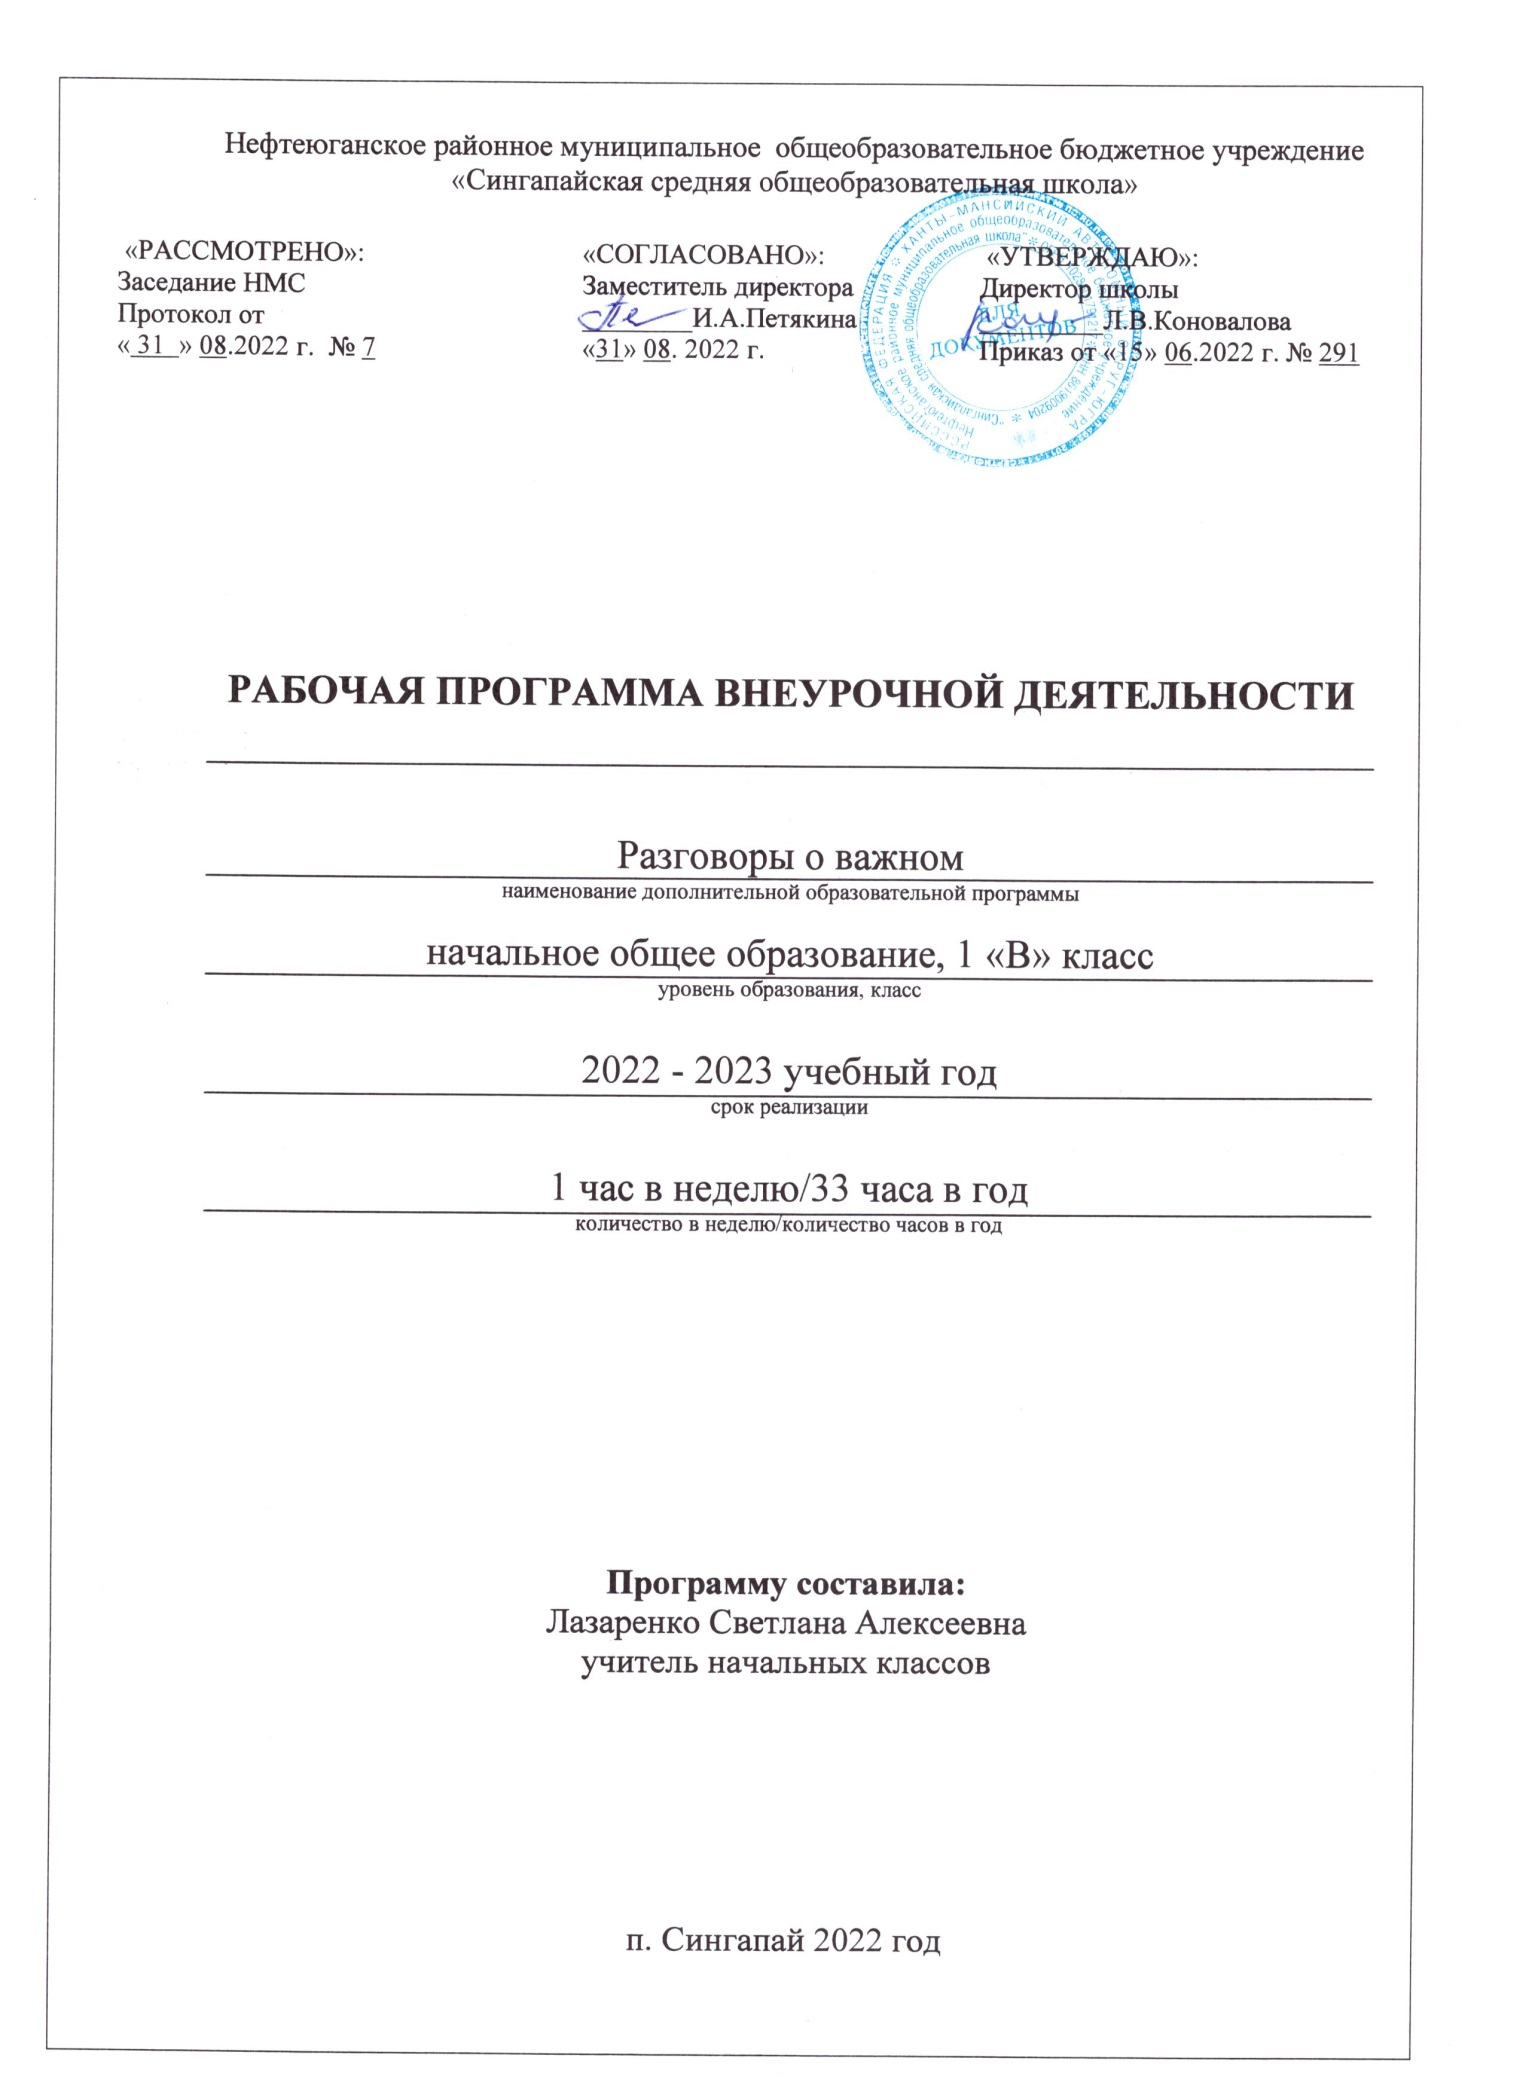 Нефтеюганское районное муниципальное общеобразовательное бюджетное учреждение
«Сингапайская средняя общеобразовательная школа»
«РАССМОТРЕНО»:
Заседание НМС
Протокол от
« 31 » 08.2022 г. № 7
«СОГЛАСОВАНО»:
Заместитель директора
И.А.Петякина
«31» 08. 2022 г.
«УТВЕРЖДАЮ»:
Директор школы
Л.В.Коновалова
Приказ от «15» 06.2022 г. № 291
ДЛЯ
ДОКУМЕНТОВ
РАБОЧАЯ ПРОГРАММА ВНЕУРОЧНОЙ ДЕЯТЕЛЬНОСТИ
Разговоры о важном
наименование дополнительной образовательной программы
начальное общее образование, 1 «В» класс
уровень образования, класс
2022 - 2023 учебный год
срок реализации
1 час в неделю/33 часа в год
количество в неделю/количество часов в год
Программу составила:
Лазаренко Светлана Алексеевна
учитель начальных классов
п. Сингапай 2022 год